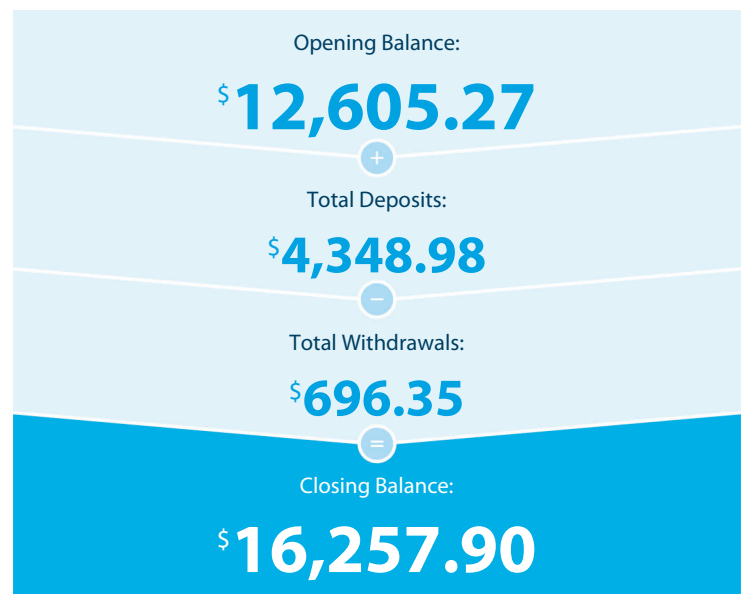 Opening Balance:
$12,605.27
+
Total Deposits:
$4,348.98
−
Total Withdrawals:
$696.35
=
Closing Balance:
$16,257.90